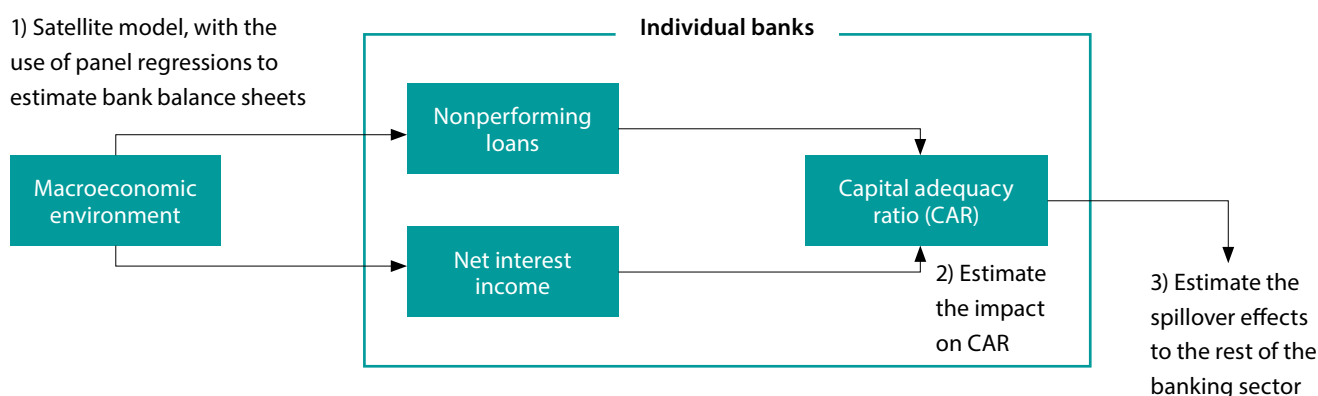 1) Satellite model, with the
use of panel regressions to
estimate bank balance sheets
Individual banks
Macroeconomic
environment
Nonperforming
loans
Net interest
income
Capital adequacy
ratio (CAR)
2) Estimate
the impact
on CAR
3) Estimate the
spillover effects
to the rest of the
banking sector